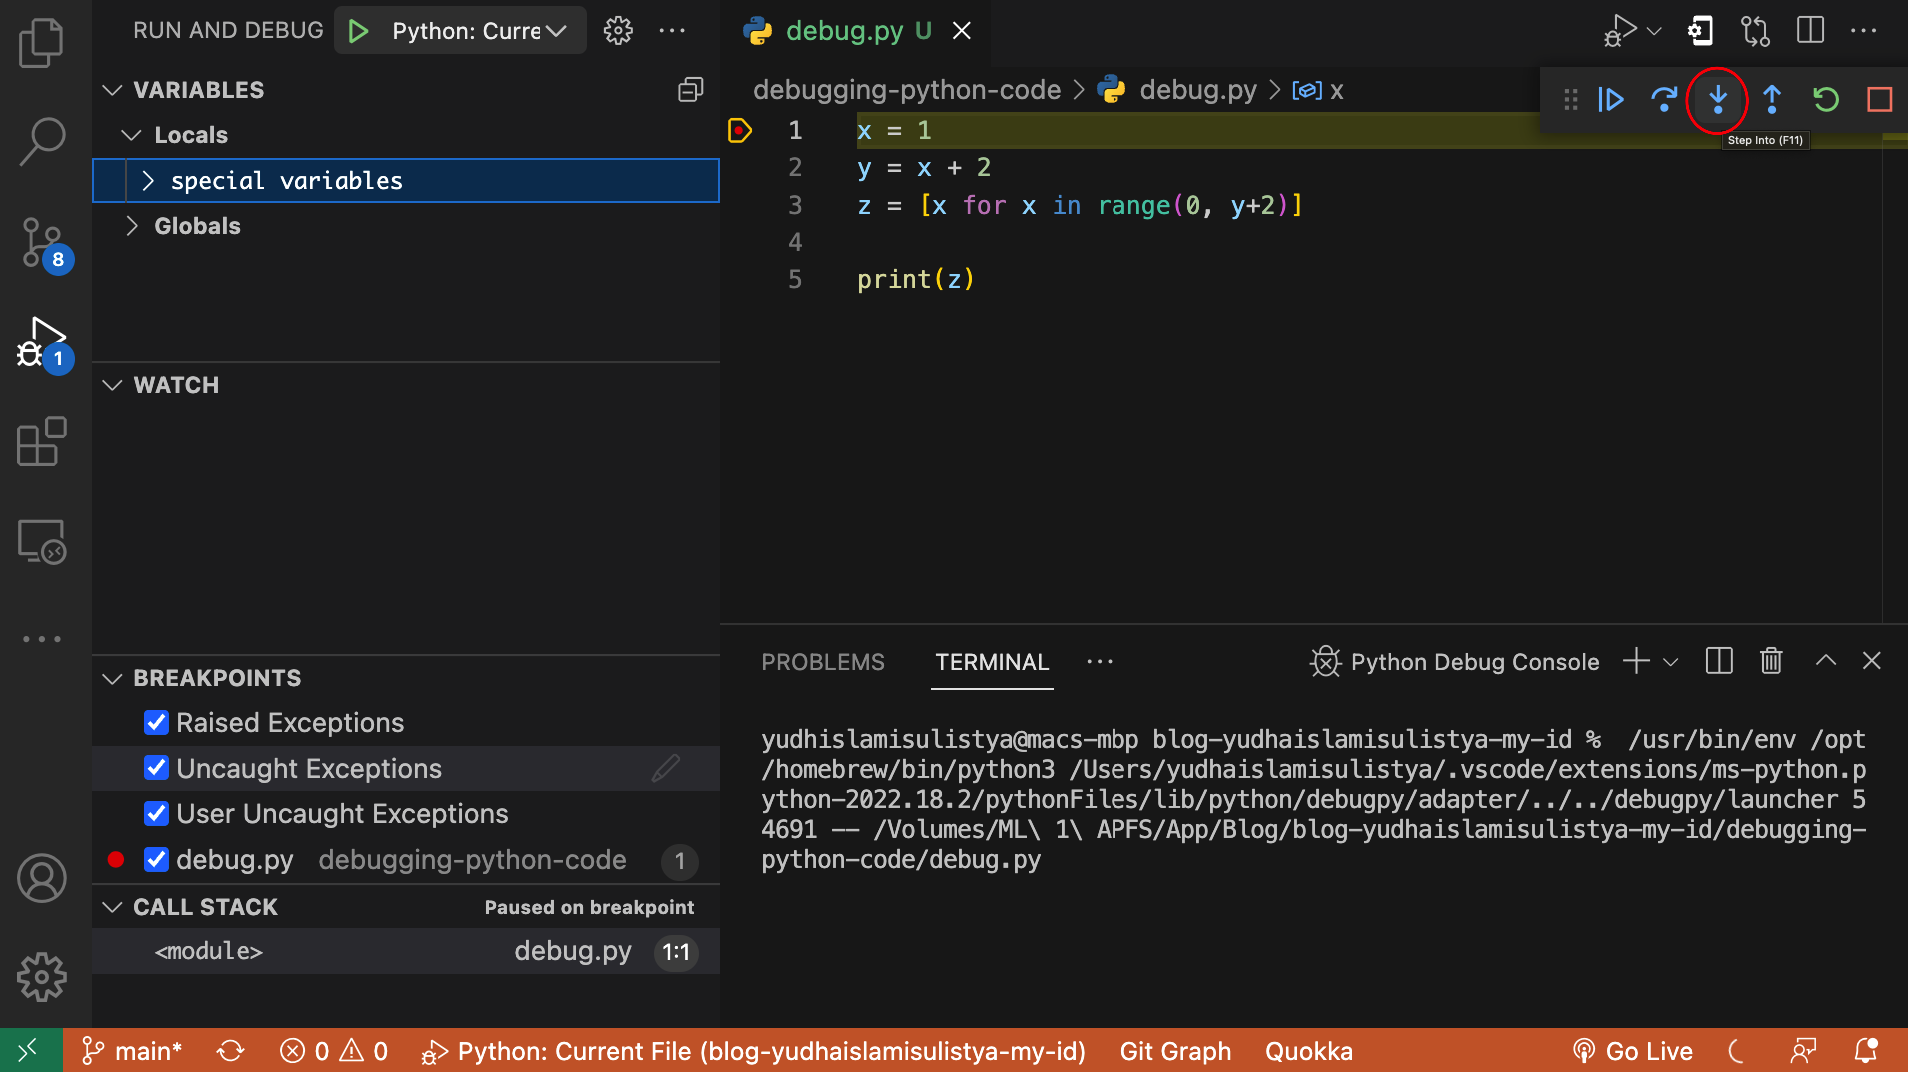 RUN AND DEBUG Python: Curre
VARIABLES
Locals
special variables
Globals
8
1
WATCH
BREAKPOINTS
Raised Exceptions
Uncaught Exceptions
User Uncaught Exceptions
debug.py debugging-python-code 1
CALL STACK Paused on breakpoint
<module> debug.py 1:1
debug.py U
debugging-python-code > debug.py > x
Step Into (F11)
1 x = 1
2 y = x + 2
3 z = [x for x in range(0, y+2)]
4
5 print(z)
PROBLEMS TERMINAL Python Debug Console
yudhislamisulistya@macs-mbp blog-yudhaislamisulistya-my-id %  /usr/bin/env /opt
/homebrew/bin/python3 /Users/yudhaislamisulistya/.vscode/extensions/ms-python.p
ython-2022.18.2/pythonFiles/lib/python/debugpy/adapter/../../debugpy/launcher 5
4691 -- /Volumes/ML\ 1\ APFS/App/Blog/blog-yudhaislamisulistya-my-id/debugging-
python-code/debug.py
main* 0 0 Python: Current File (blog-yudhaislamisulistya-my-id) Git Graph Quokka Go Live